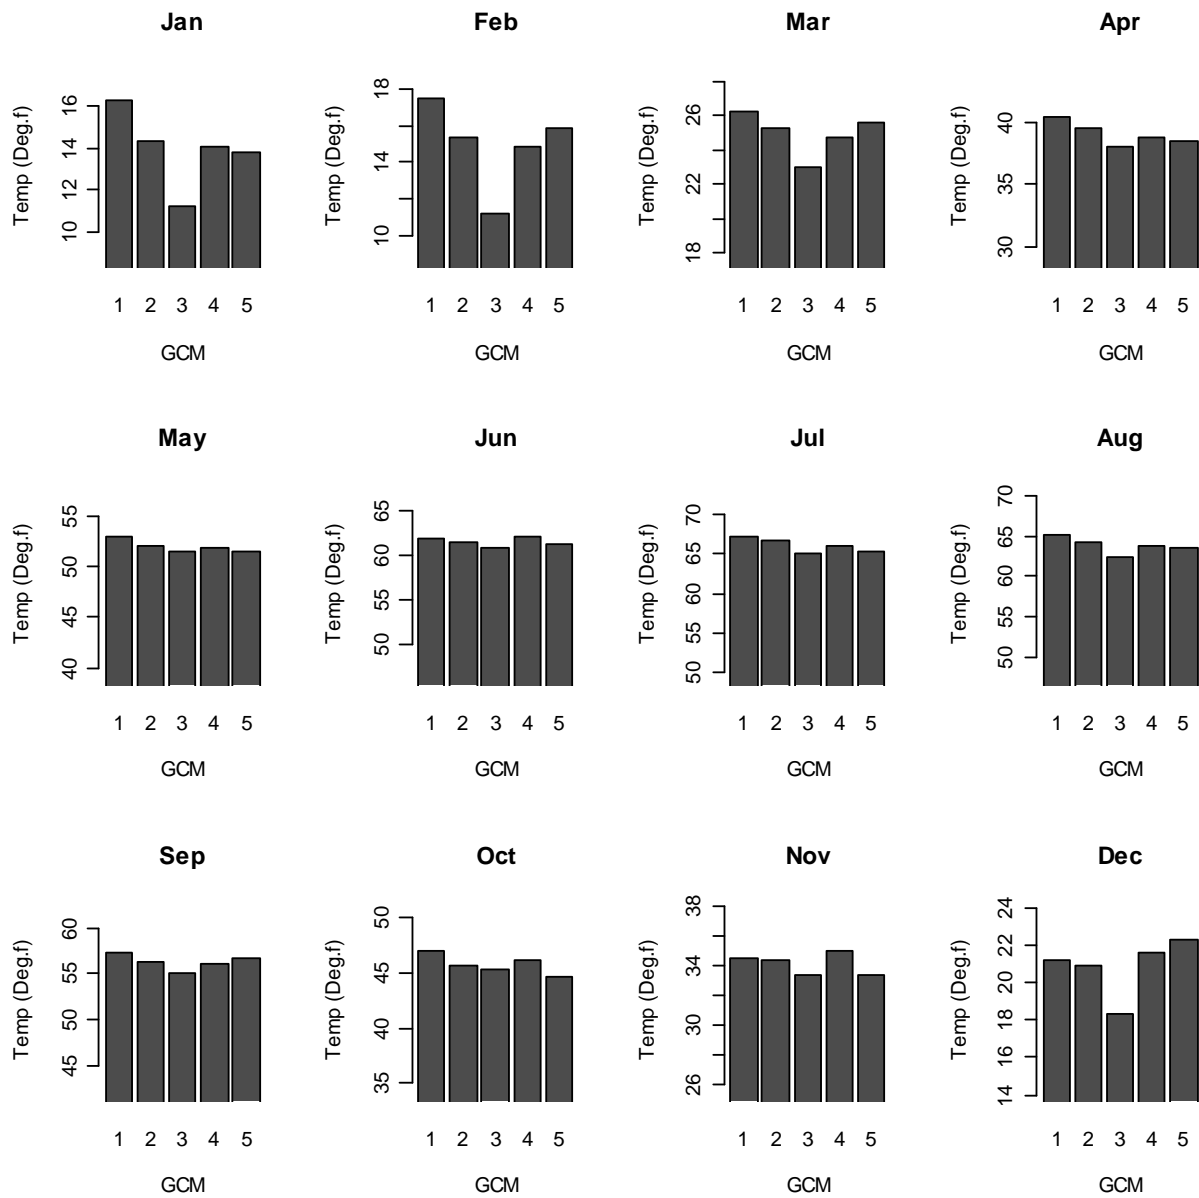 Jan
Temp (Deg.f)
10 12 14 16
1 2 3 4 5
GCM
Feb
Temp (Deg.f)
10 14 18
1 2 3 4 5
GCM
Mar
Temp (Deg.f)
18 22 26
1 2 3 4 5
GCM
Apr
Temp (Deg.f)
30 35 40
1 2 3 4 5
GCM
May
Temp (Deg.f)
40 45 50 55
1 2 3 4 5
GCM
Jun
Temp (Deg.f)
50 55 60 65
1 2 3 4 5
GCM
Jul
Temp (Deg.f)
50 55 60 65 70
1 2 3 4 5
GCM
Aug
Temp (Deg.f)
50 55 60 65 70
1 2 3 4 5
GCM
Sep
Temp (Deg.f)
45 50 55 60
1 2 3 4 5
GCM
Oct
Temp (Deg.f)
35 40 45 50
1 2 3 4 5
GCM
Nov
Temp (Deg.f)
26 30 34 38
1 2 3 4 5
GCM
Dec
Temp (Deg.f)
14 16 18 20 22 24
1 2 3 4 5
GCM